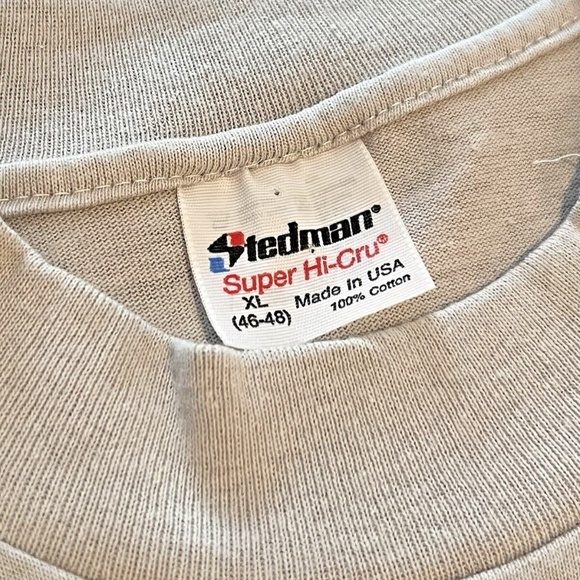 Stedman®
Super Hi-Cru®
XL Made in USA
(46-48) 100% Cotton